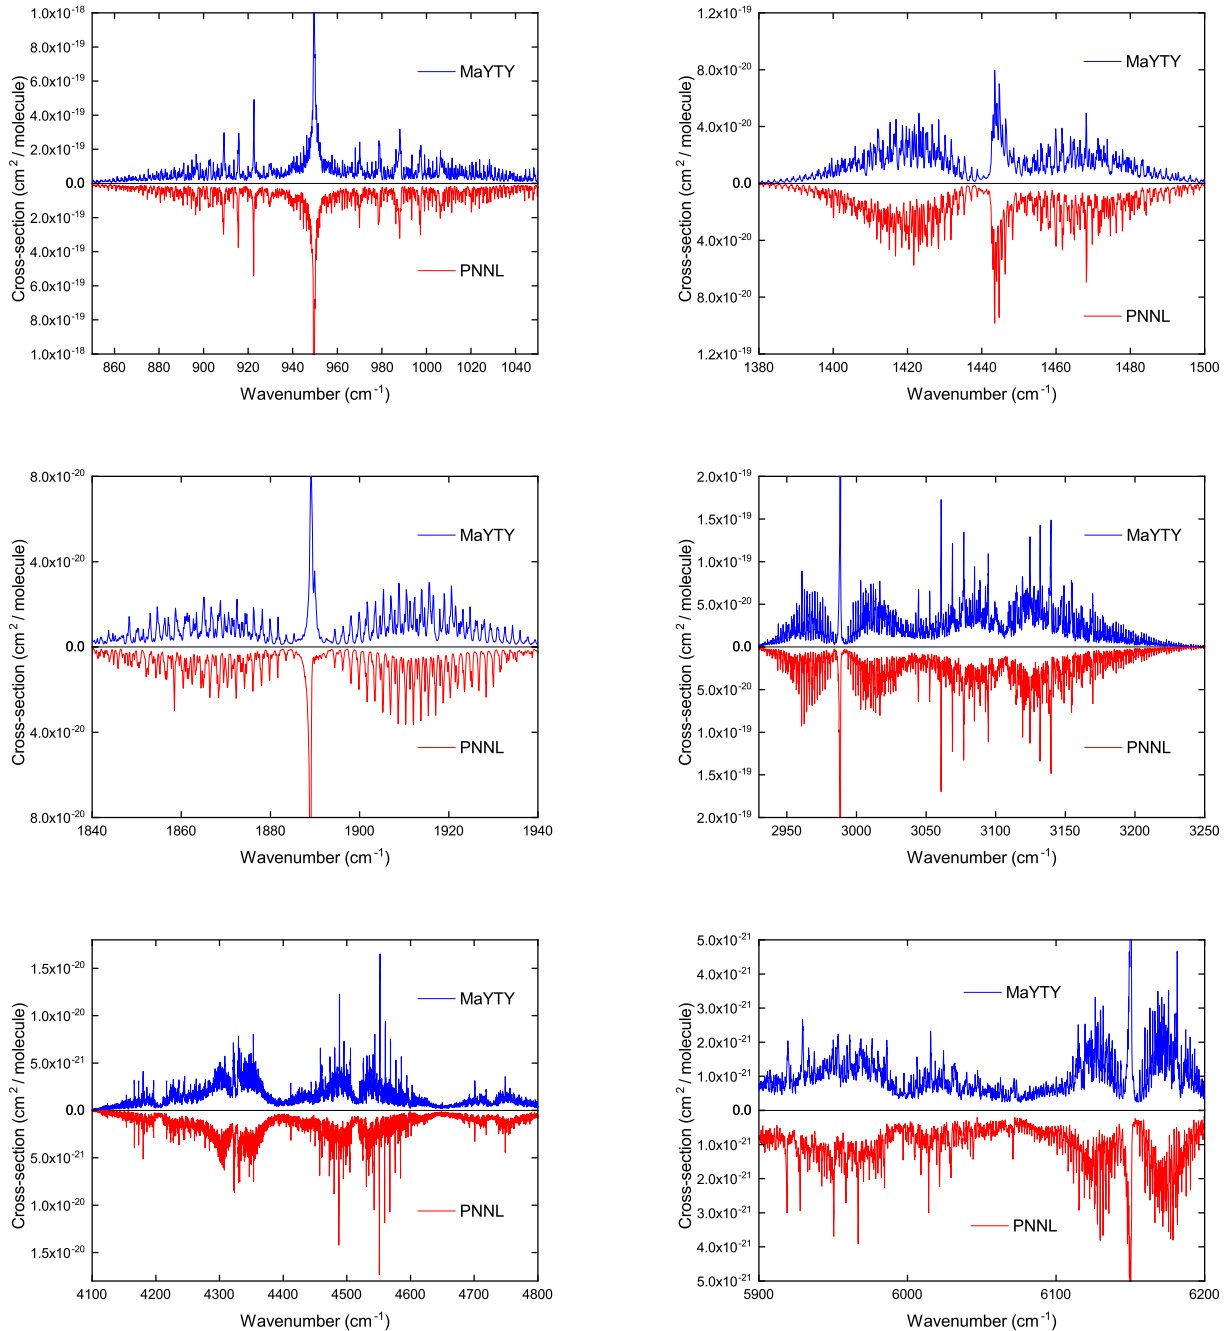 Cross-section (cm2 / molecule)
1.0x10-18
8.0x10-19
6.0x10-19
4.0x10-19
2.0x10-19
0.0
2.0x10-19
4.0x10-19
6.0x10-19
8.0x10-19
1.0x10-18
MaYTY
PNNL
860 880 900 920 940 960 980 1000 1020 1040
Wavenumber (cm-1)
Cross-section (cm2 / molecule)
1.2x10-19
8.0x10-20
4.0x10-20
0.0
4.0x10-20
8.0x10-20
1.2x10-19
MaYTY
PNNL
1380 1400 1420 1440 1460 1480 1500
Wavenumber (cm-1)
Cross-section (cm2 / molecule)
8.0x10-20
4.0x10-20
0.0
4.0x10-20
8.0x10-20
MaYTY
PNNL
1840 1860 1880 1900 1920 1940
Wavenumber (cm-1)
Cross-section (cm2 / molecule)
2.0x10-19
1.5x10-19
1.0x10-19
5.0x10-20
0.0
5.0x10-20
1.0x10-19
1.5x10-19
2.0x10-19
MaYTY
PNNL
2950 3000 3050 3100 3150 3200 3250
Wavenumber (cm-1)
Cross-section (cm2 / molecule)
1.5x10-20
1.0x10-20
5.0x10-21
0.0
5.0x10-21
1.0x10-20
1.5x10-20
MaYTY
PNNL
4100 4200 4300 4400 4500 4600 4700 4800
Wavenumber (cm-1)
Cross-section (cm2 / molecule)
5.0x10-21
4.0x10-21
3.0x10-21
2.0x10-21
1.0x10-21
0.0
1.0x10-21
2.0x10-21
3.0x10-21
4.0x10-21
5.0x10-21
MaYTY
PNNL
5900 6000 6100 6200
Wavenumber (cm-1)